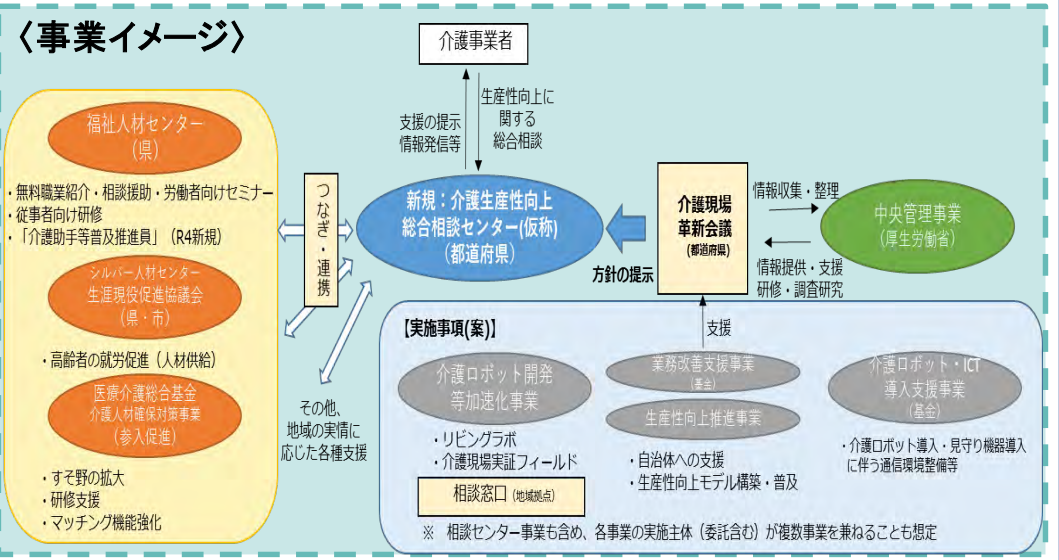 〈事業イメージ〉
介護事業者
支援の提示
情報発信等
生産性向上に
関する
総合相談
福祉人材センター
(県)
・無料職業紹介・相談援助・労働者向けセミナー
・従事者向け研修
・「介護助手等普及推進員」（R4新規）
シルバー人材センター
生涯現役促進協議会
(県・市)
・高齢者の就労促進（人材供給）
医療介護総合基金
介護人材確保対策事業
(参入促進)
・すそ野の拡大
・研修支援
・マッチング機能強化
つなぎ・連携
新規：介護生産性向上
総合相談センター(仮称)
(都道府県)
方針の提示
介護現場
革新会議
(都道府県)
情報収集・整理
情報提供・支援
研修・調査研究
中央管理事業
(厚生労働省)
その他、
地域の実情に
応じた各種支援
【実施事項(案)】
支援
介護ロボット開発
等加速化事業
・リビングラボ
・介護現場実証フィールド
相談窓口（地域拠点）
業務改善支援事業
(基金)
生産性向上推進事業
・自治体への支援
・生産性向上モデル構築・普及
介護ロボット・ICT
導入支援事業
(基金)
・介護ロボット導入・見守り機器導入
に伴う通信環境整備等
※　相談センター事業も含め、各事業の実施主体（委託含む）が複数事業を兼ねることも想定